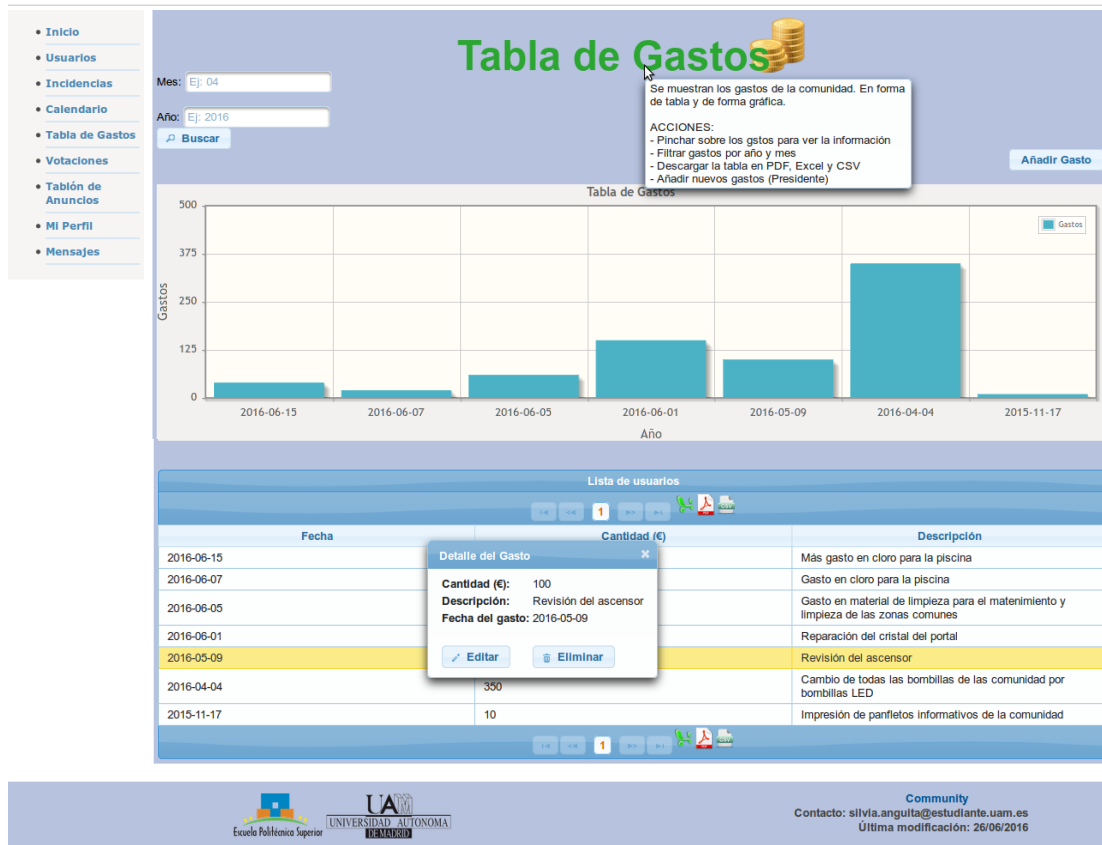 Inicio
Usuarios
Incidencias
Calendario
Tabla de Gastos
Votaciones
Tablón de
Anuncios
Mi Perfil
Mensajes
Tabla de Gastos
Mes: Ej: 04
Año: Ej: 2016
Buscar
Se muestran los gastos de la comunidad. En forma
de tabla y de forma gráfica.
ACCIONES:
- Pinchar sobre los gstos para ver la información
- Filtrar gastos por año y mes
- Descargar la tabla en PDF, Excel y CSV
- Añadir nuevos gastos (Presidente)
Añadir Gasto
Tabla de Gastos
500
375
250
125
0
Gastos
Gastos
2016-06-15 2016-06-07 2016-06-05 2016-06-01 2016-05-09 2016-04-04 2015-11-17
Año
Lista de usuarios
1
Fecha Cantidad (€) Descripción
2016-06-15 Más gasto en cloro para la piscina
2016-06-07 Gasto en cloro para la piscina
2016-06-05 Gasto en material de limpieza para el matenimiento y
limpieza de las zonas comunes
2016-06-01 Reparación del cristal del portal
2016-05-09 Revisión del ascensor
2016-04-04 350 Cambio de todas las bombillas de las comunidad por
bombillas LED
2015-11-17 10 Impresión de panfletos informativos de la comunidad
Detalle del Gasto
Cantidad (€): 100
Descripción: Revisión del ascensor
Fecha del gasto: 2016-05-09
Editar Eliminar
1
Escuela Politécnica Superior
UAM
UNIVERSIDAD AUTONOMA
DE MADRID
Community
Contacto: silvia.anguita@estudiante.uam.es
Última modificación: 26/06/2016